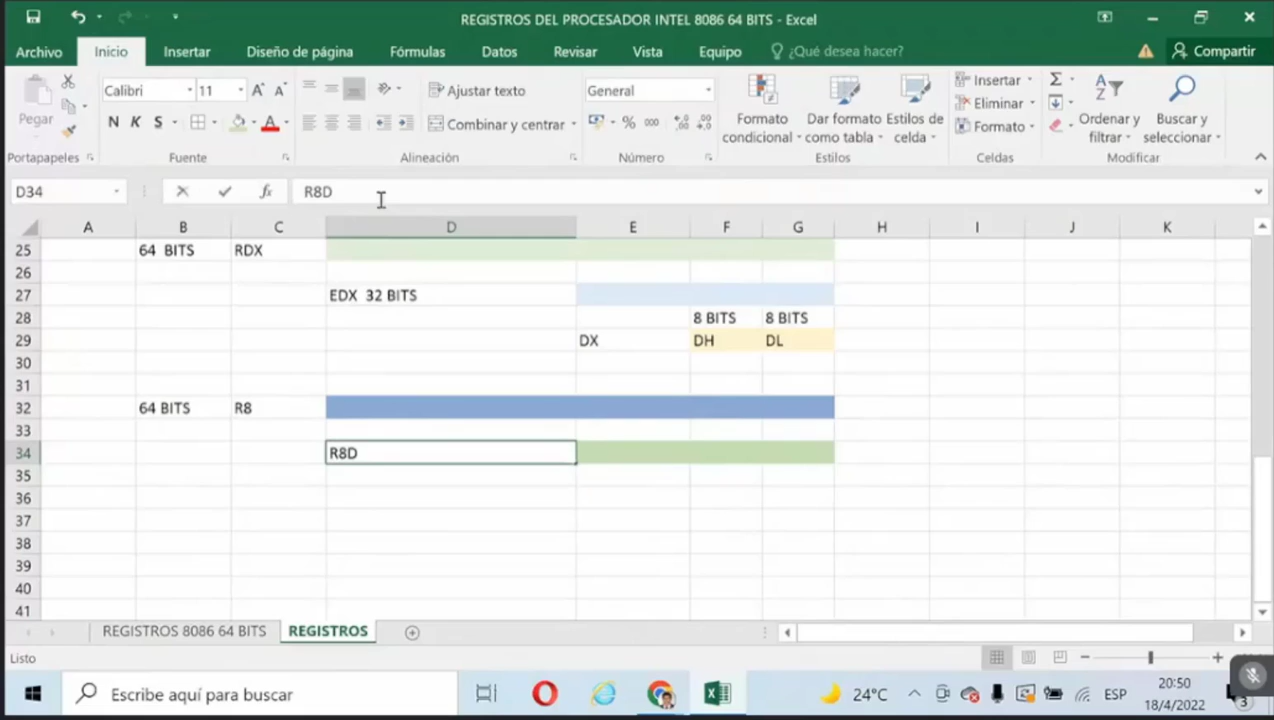 REGISTROS DEL PROCESADOR INTEL 8086 64 BITS - Excel
Archivo Inicio Insertar Diseño de página Fórmulas Datos Revisar Vista Equipo ¿Qué desea hacer? Compartir
Pegar
Calibri 11
N K S
Ajustar texto
Combinar y centrar
General
% 000
Formato condicional
Dar formato como tabla
Estilos de celda
Insertar
Eliminar
Formato
Ordenar y filtrar
Buscar y seleccionar
Portapapeles Fuente Alineación Número Estilos Celdas Modificar
D34 fx R8D
A B C D E F G H I J K
25 64 BITS RDX
26
27 EDX 32 BITS
28 8 BITS 8 BITS
29 DX DH DL
30
31
32 64 BITS R8
33
34 R8D
35
36
37
38
39
40
41
REGISTROS 8086 64 BITS REGISTROS
Listo
Escribe aquí para buscar
24°C
ESP
20:50
18/4/2022
3